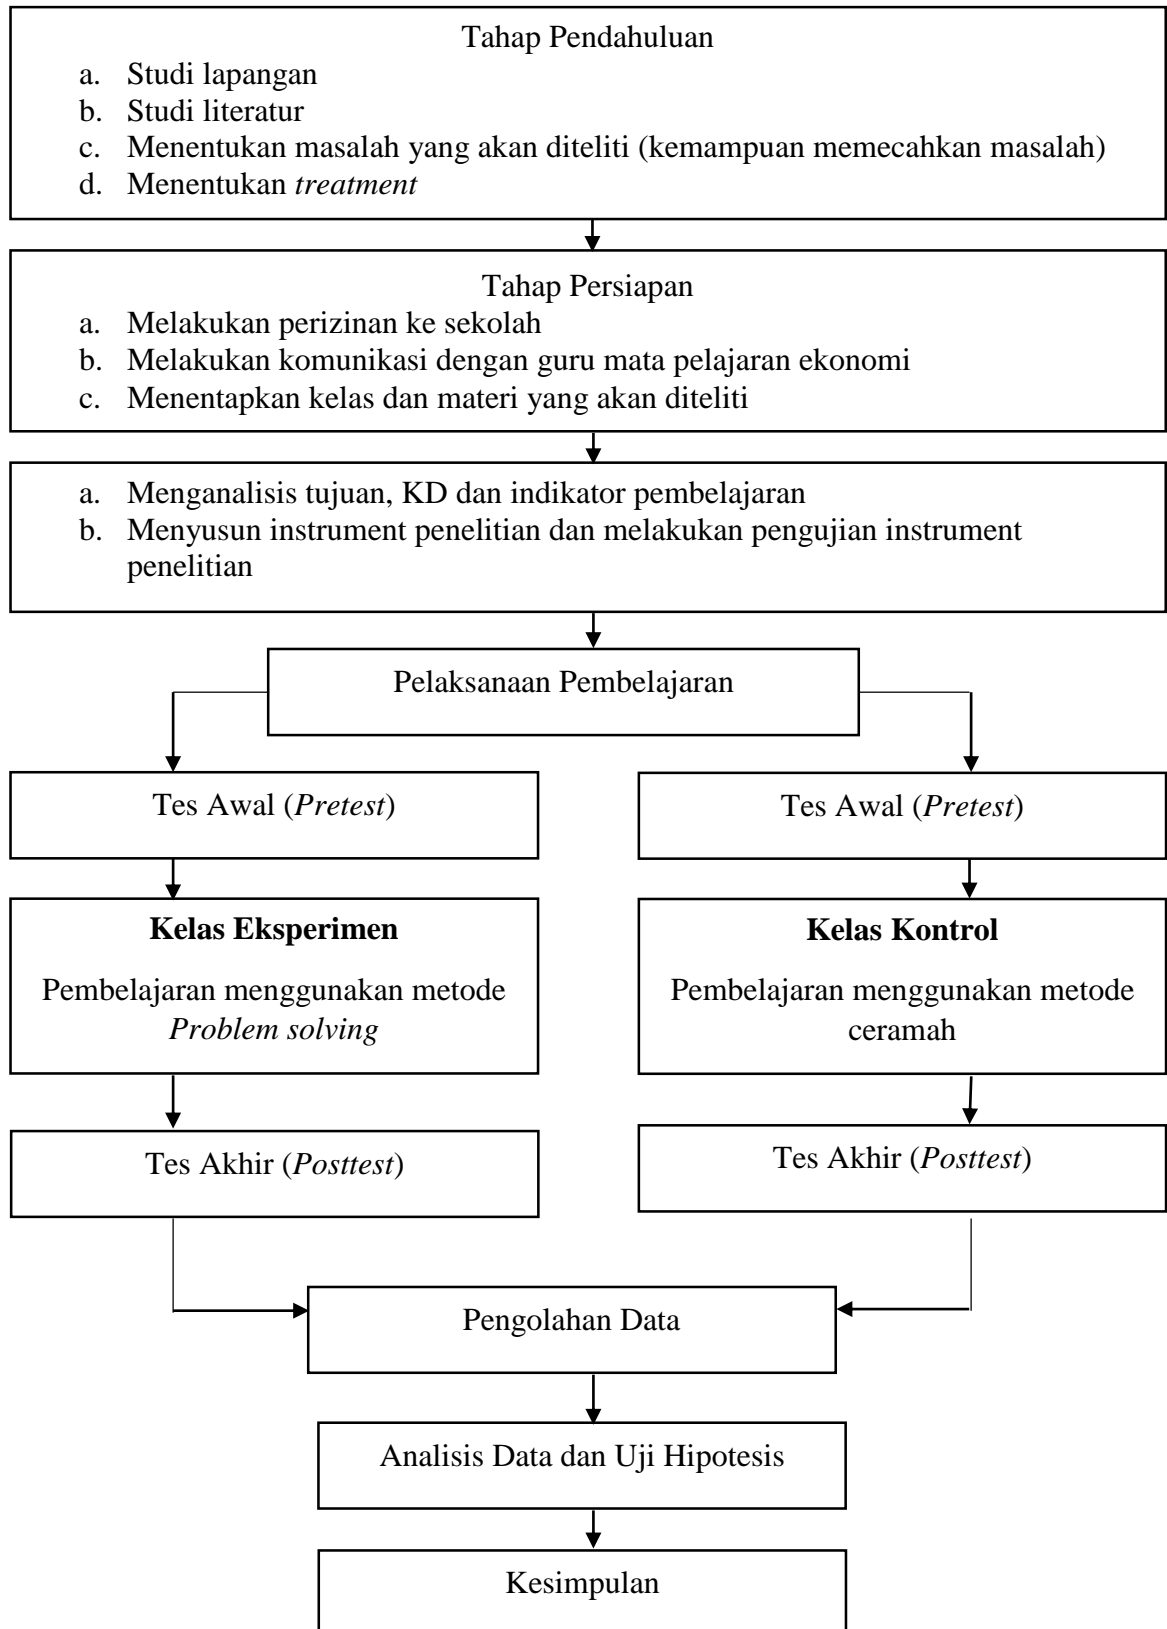 Tahap Pendahuluan
a. Studi lapangan
b. Studi literatur
c. Menentukan masalah yang akan diteliti (kemampuan memecahkan masalah)
d. Menentukan treatment
Tahap Persiapan
a. Melakukan perizinan ke sekolah
b. Melakukan komunikasi dengan guru mata pelajaran ekonomi
c. Menentapkan kelas dan materi yang akan diteliti
a. Menganalisis tujuan, KD dan indikator pembelajaran
b. Menyusun instrument penelitian dan melakukan pengujian instrument
penelitian
Pelaksanaan Pembelajaran
Tes Awal (Pretest)
Tes Awal (Pretest)
Kelas Eksperimen
Pembelajaran menggunakan metode
Problem solving
Kelas Kontrol
Pembelajaran menggunakan metode
ceramah
Tes Akhir (Posttest)
Tes Akhir (Posttest)
Pengolahan Data
Analisis Data dan Uji Hipotesis
Kesimpulan